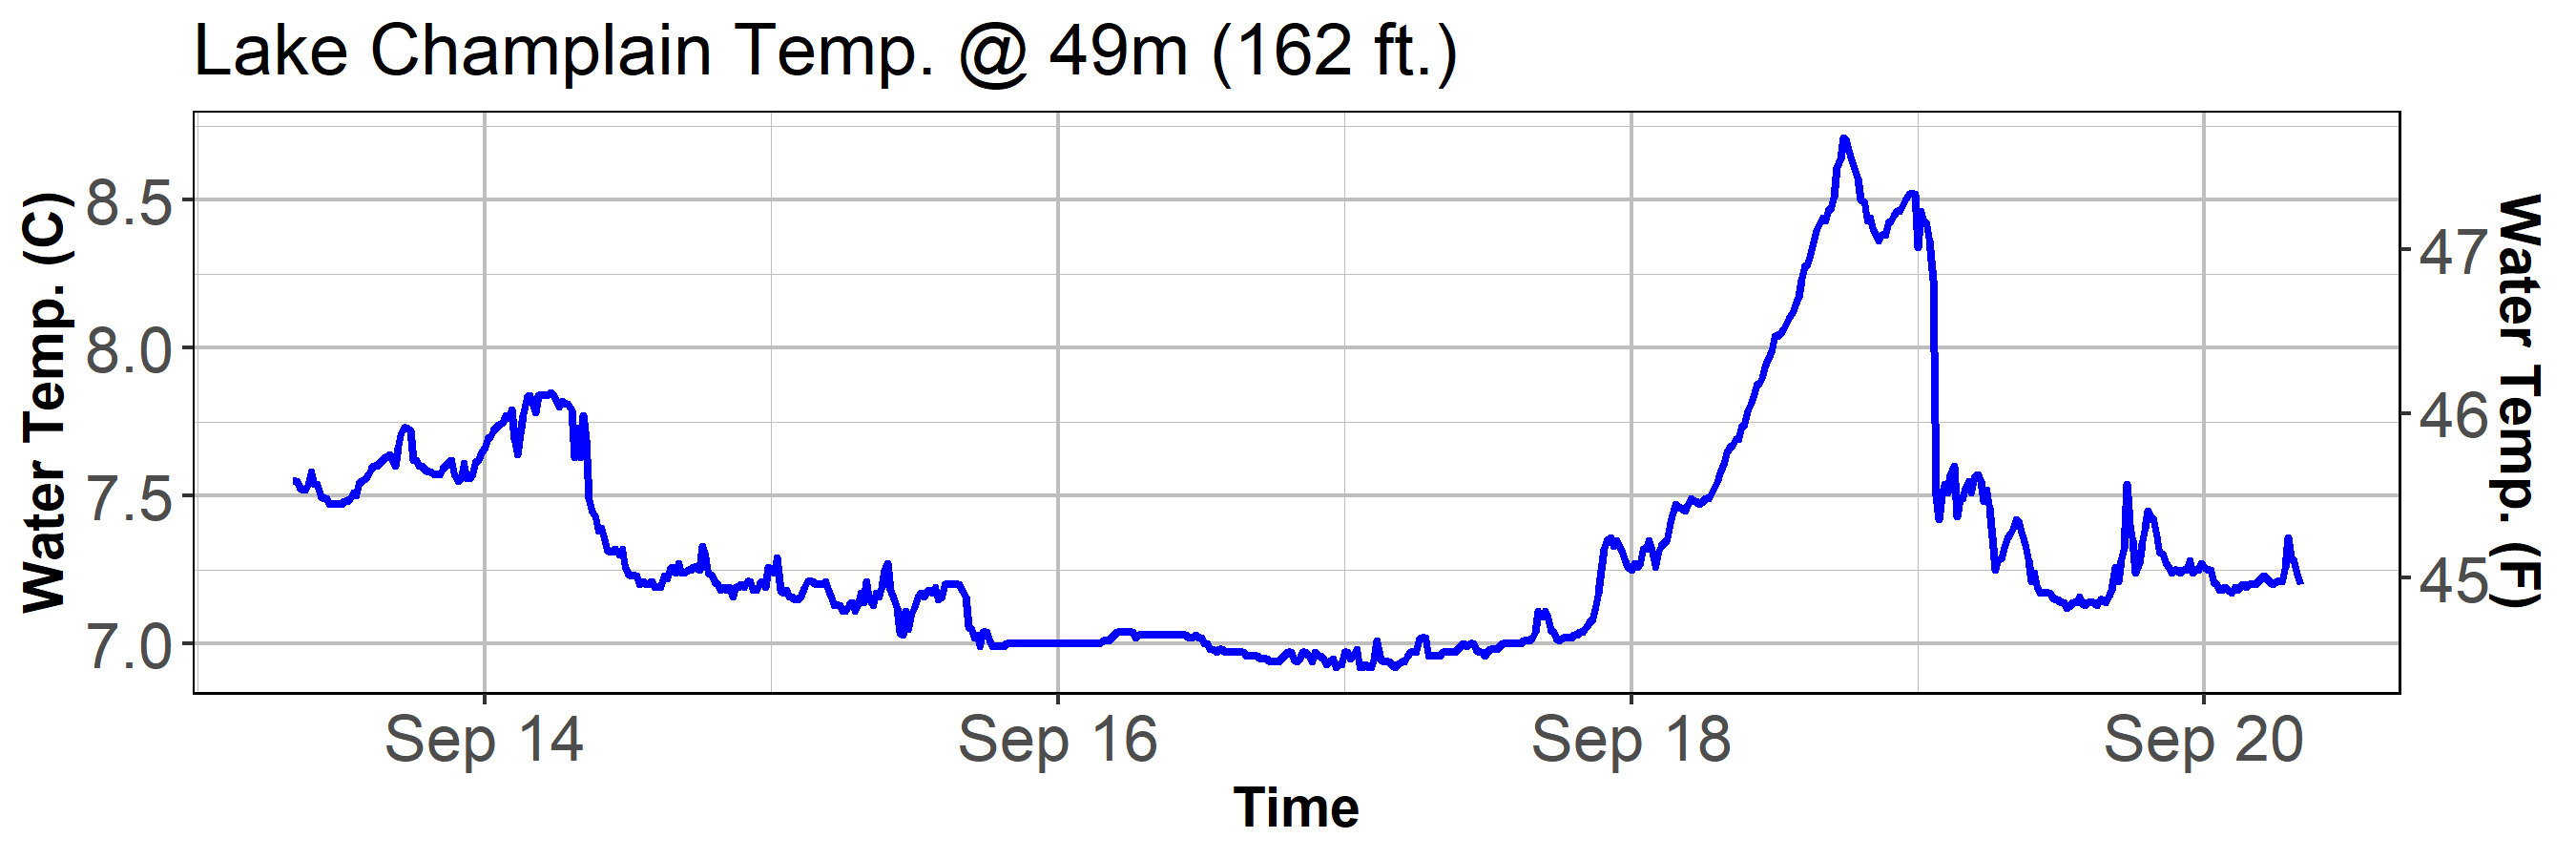 Lake Champlain Temp. @ 49m (162 ft.)
Water Temp. (C)
8.5
8.0
7.5
7.0
47
46
45
Water Temp. (F)
Sep 14
Sep 16
Sep 18
Sep 20
Time